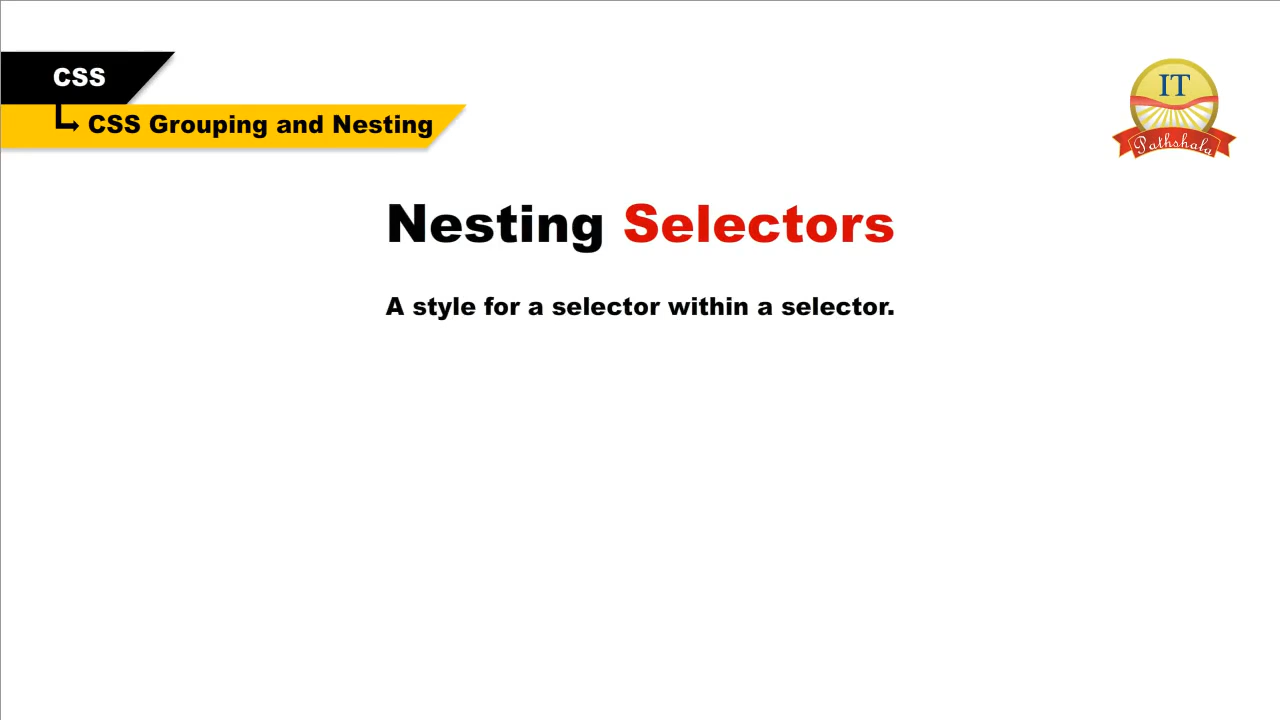 CSS
CSS Grouping and Nesting
IT
Pathshala
Nesting Selectors
A style for a selector within a selector.